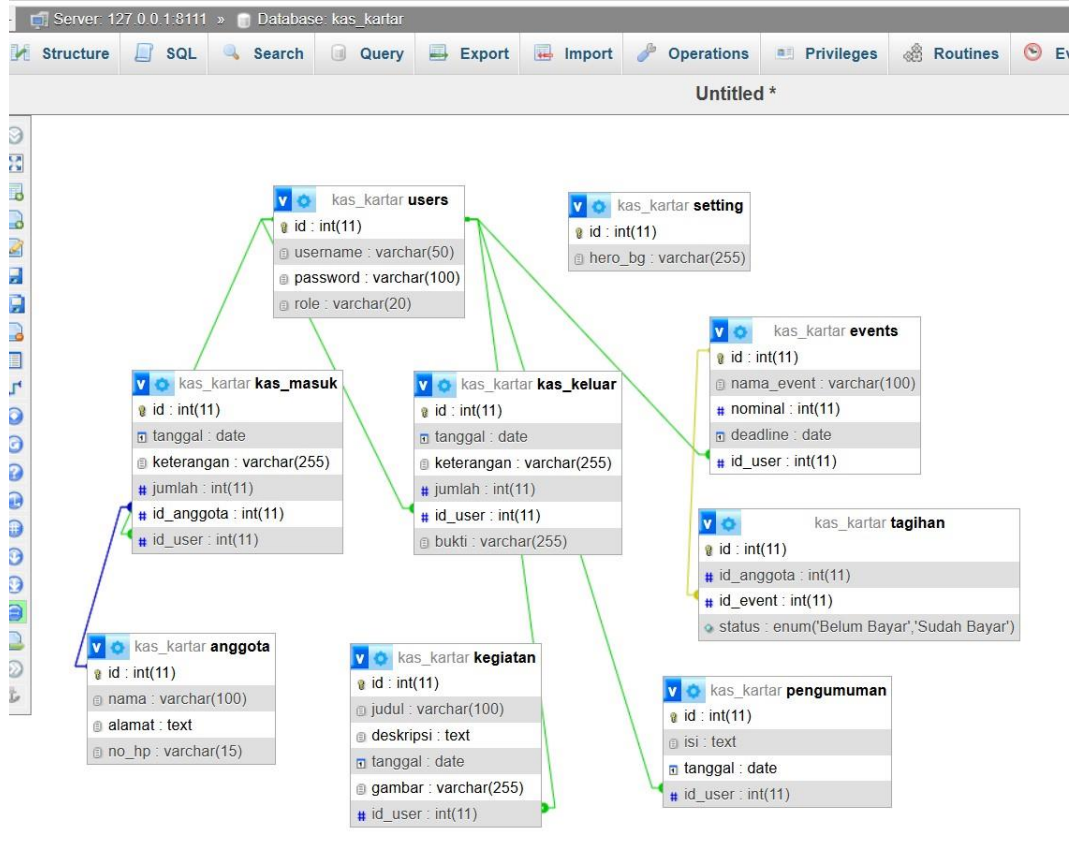 Server: 127.0.0.1:8111 » Database: kas_kartar
Structure SQL Search Query Export Import Operations Privileges Routines
Untitled *
kas_kartar users
id : int(11)
username : varchar(50)
password : varchar(100)
role : varchar(20)
kas_kartar setting
id : int(11)
hero_bg : varchar(255)
kas_kartar events
id : int(11)
nama_event : varchar(100)
nominal : int(11)
deadline : date
id_user : int(11)
kas_kartar kas_masuk
id : int(11)
tanggal : date
keterangan : varchar(255)
jumlah : int(11)
id_anggota : int(11)
id_user : int(11)
kas_kartar kas_keluar
id : int(11)
tanggal : date
keterangan : varchar(255)
jumlah : int(11)
id_user : int(11)
bukti : varchar(255)
kas_kartar tagihan
id : int(11)
id_anggota : int(11)
id_event : int(11)
status : enum('Belum Bayar','Sudah Bayar')
kas_kartar anggota
id : int(11)
nama : varchar(100)
alamat : text
no_hp : varchar(15)
kas_kartar kegiatan
id : int(11)
judul : varchar(100)
deskripsi : text
tanggal : date
gambar : varchar(255)
id_user : int(11)
kas_kartar pengumuman
id : int(11)
isi : text
tanggal : date
id_user : int(11)